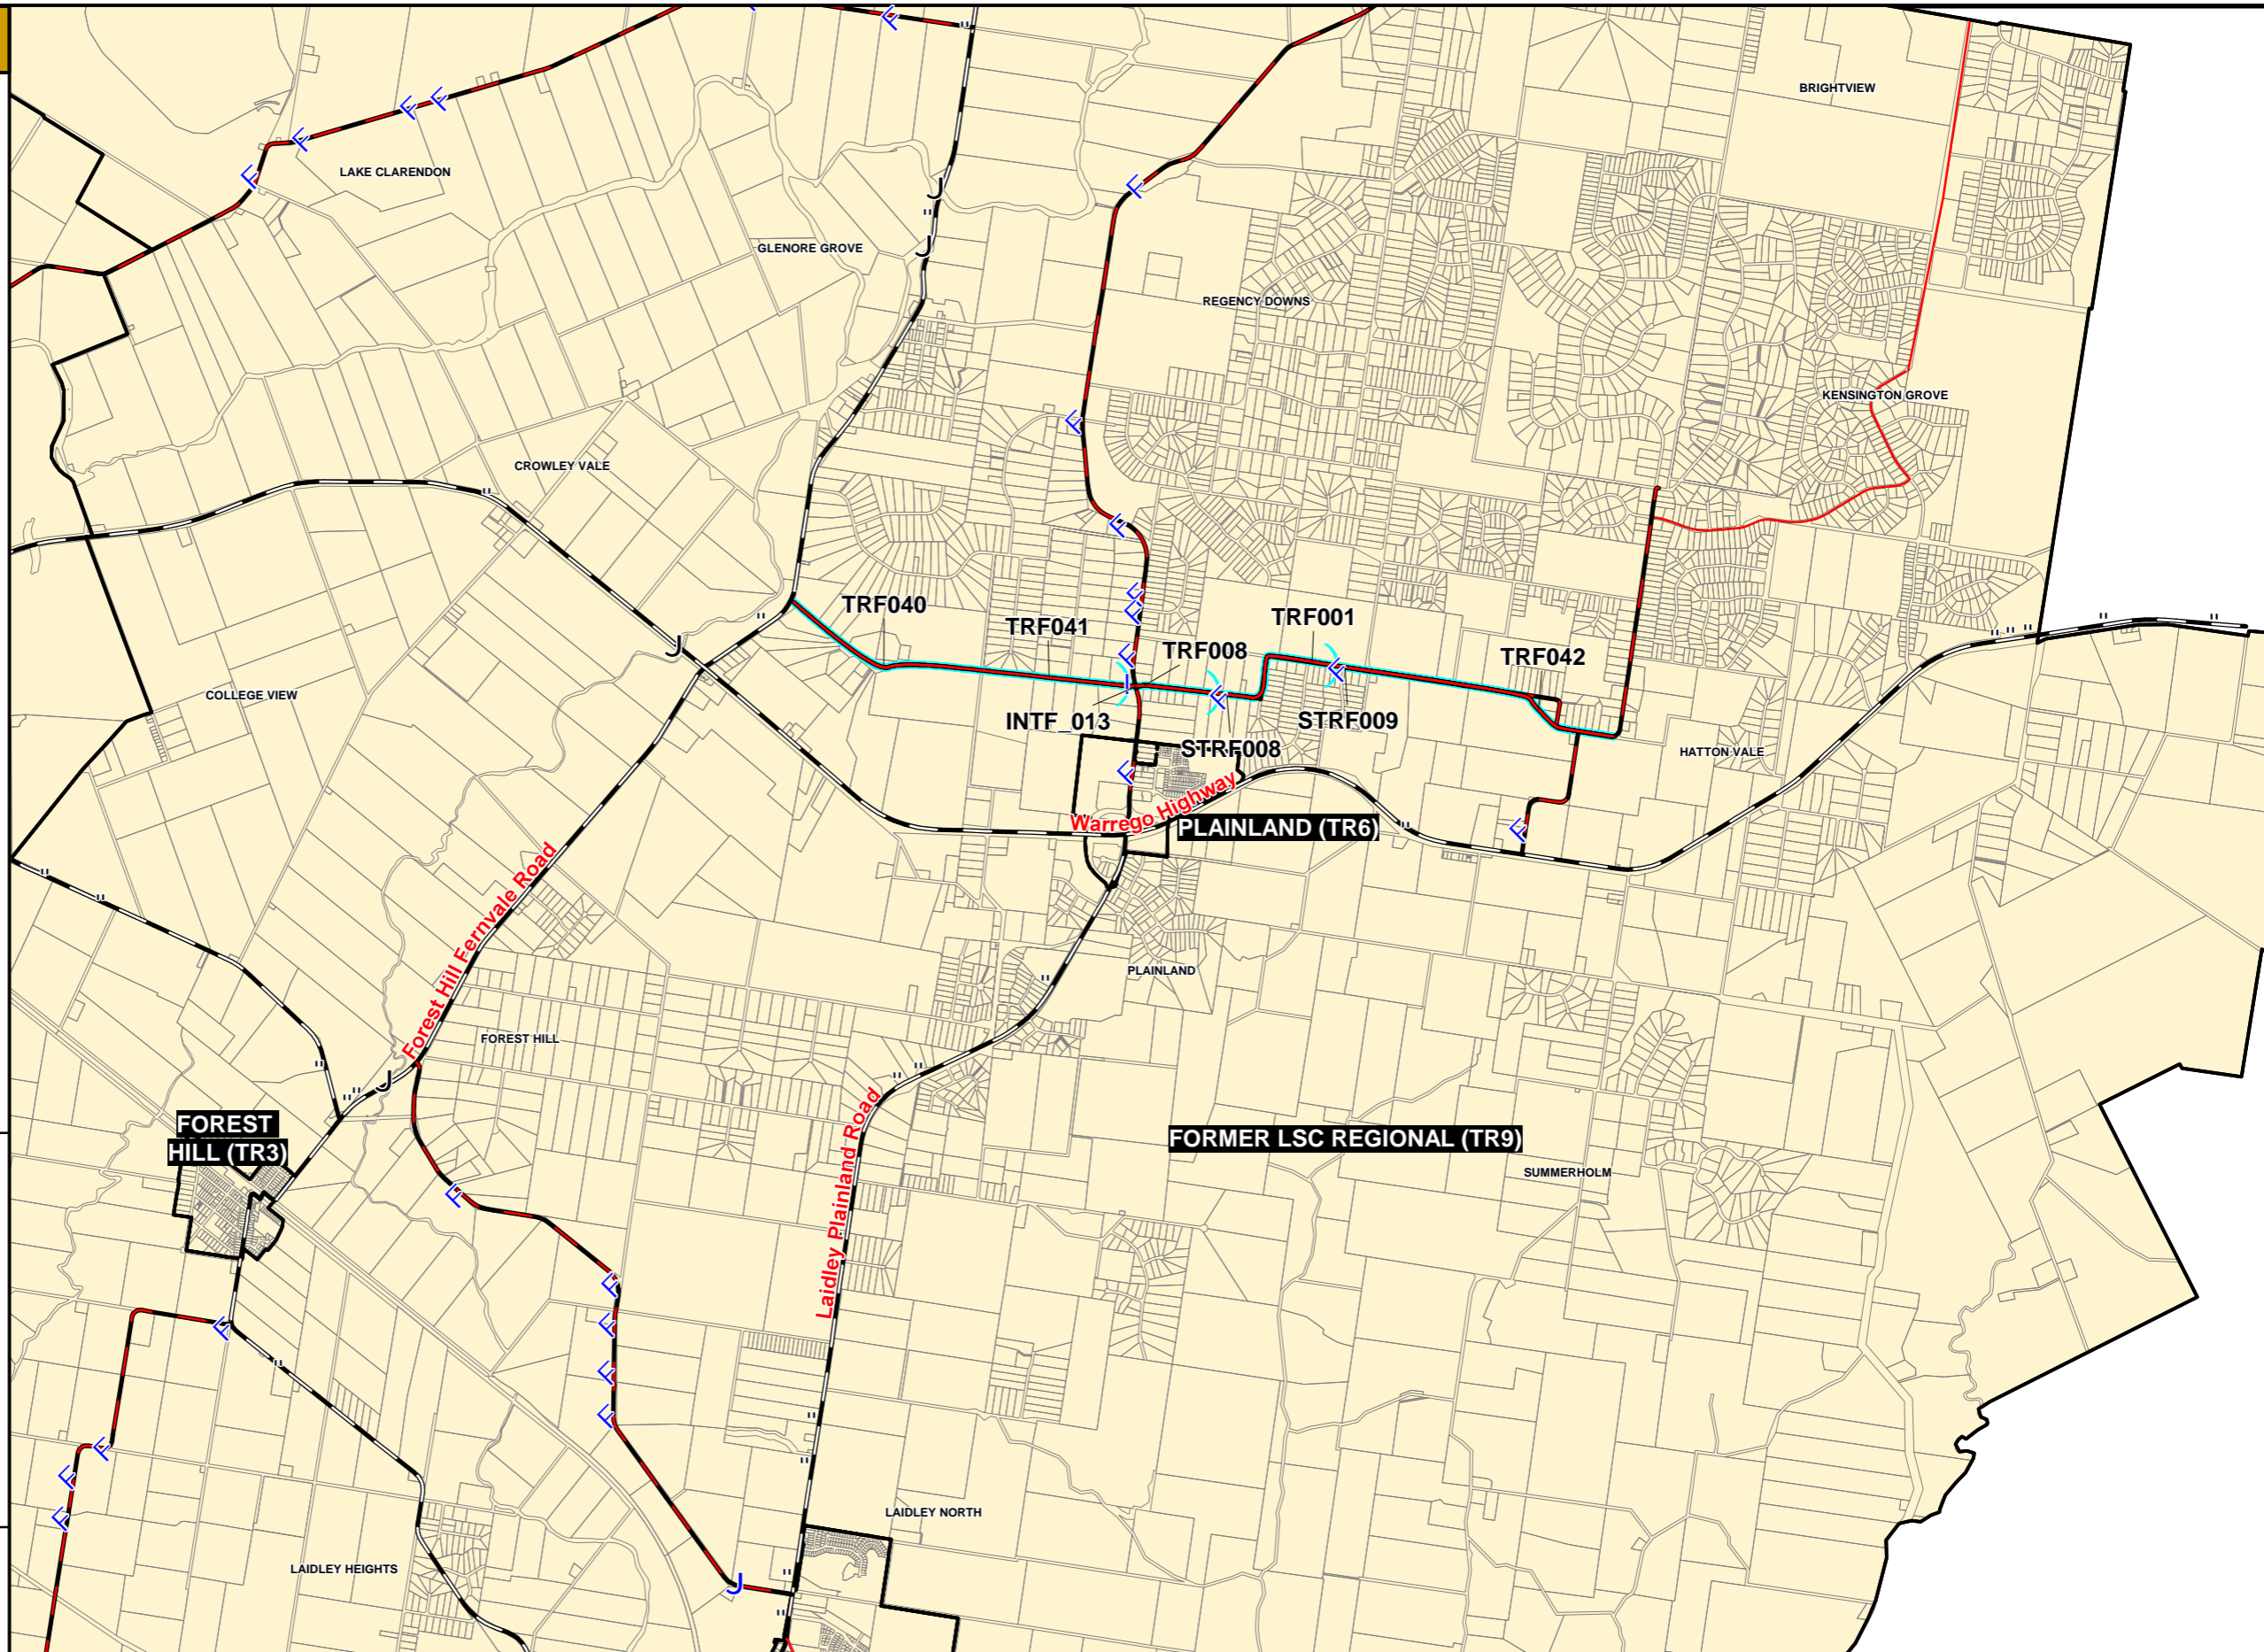 BRIGHTVIEW
LAKE CLARENDON
GLENORE GROVE
REGENCY DOWNS
KENSINGTON GROVE
CROWLEY VALE
TRF040
TRF041
TRF001
TRF008
TRF042
COLLEGE VIEW
INTF_013
STRF009
STRF008
HATTON VALE
Warrego Highway
PLAINLAND (TR6)
Forest Hill Fernvale Road
PLAINLAND
FOREST HILL
Laidley Plainland Road
FOREST
HILL (TR3)
FORMER LSC REGIONAL (TR9)
SUMMERHOLM
LAIDLEY NORTH
LAIDLEY HEIGHTS